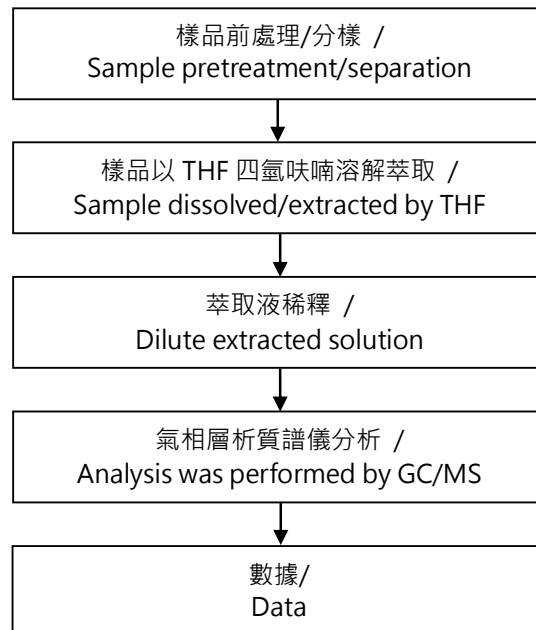 樣品前處理/分樣 /
Sample pretreatment/separation
樣品以 THF 四氫呋喃溶解萃取 /
Sample dissolved/extracted by THF
萃取液稀釋 /
Dilute extracted solution
氣相層析質譜儀分析 /
Analysis was performed by GC/MS
數據/
Data